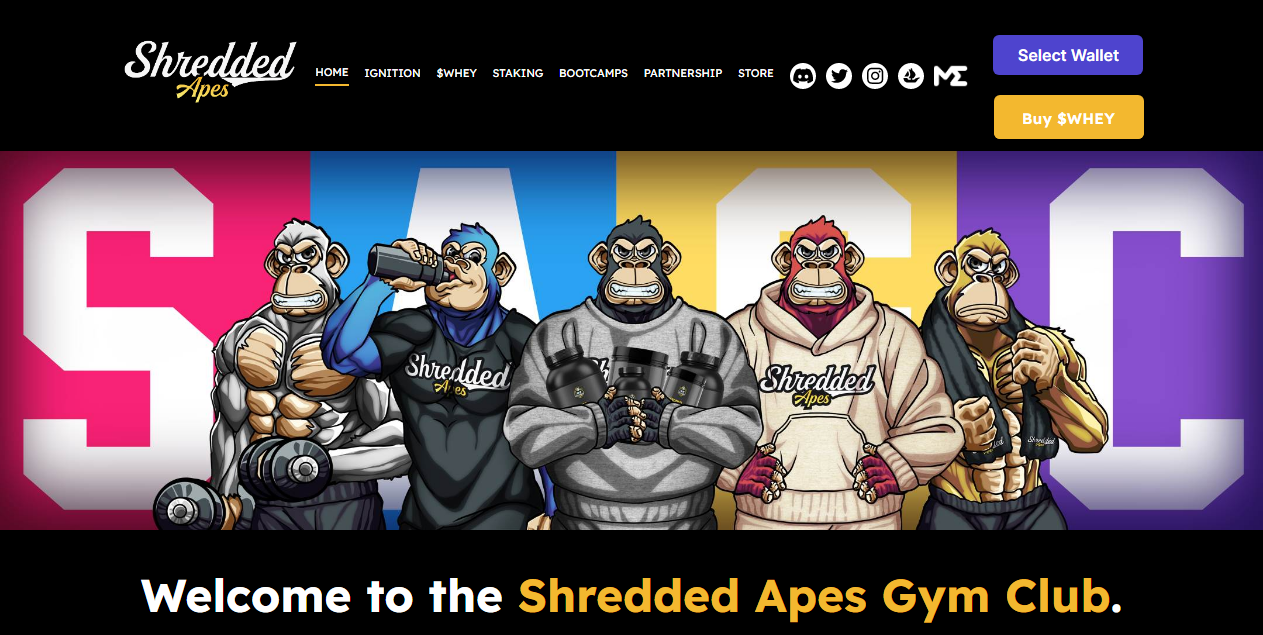 Shredded
Apes
HOME IGNITION $WHEY STAKING BOOTCAMPS PARTNERSHIP STORE
ME
Select Wallet
Buy $WHEY
SAGC
Shredded
Apes
Shredded
Apes
Shredded
Welcome to the Shredded Apes Gym Club.